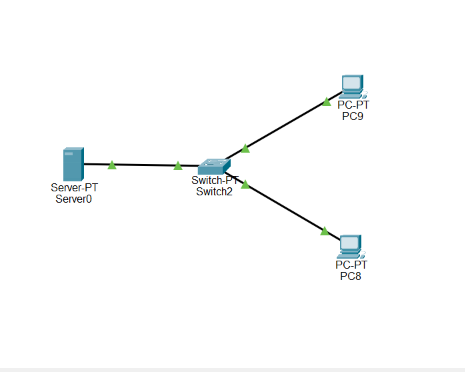 PC-PT
PC9
Server-PT
Server0
Switch-PT
Switch2
PC-PT
PC8